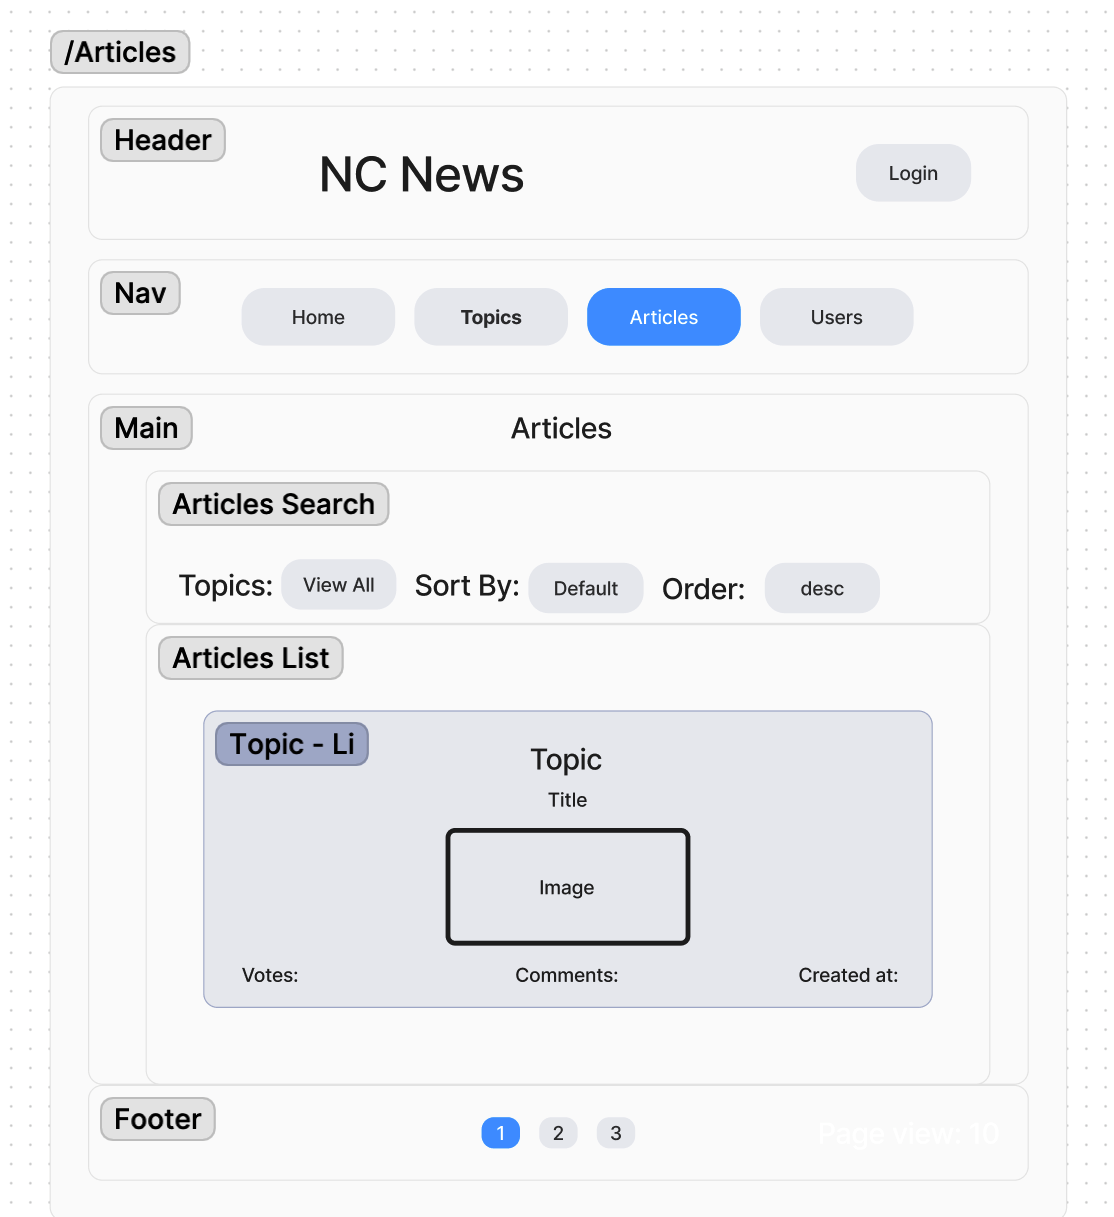 /Articles
Header
NC News
Login
Nav
Home
Topics
Articles
Users
Main
Articles
Articles Search
Topics: View All Sort By: Default Order: desc
Articles List
Topic - Li
Topic
Title
Image
Votes: Comments: Created at:
Footer
1 2 3
Page view: 10